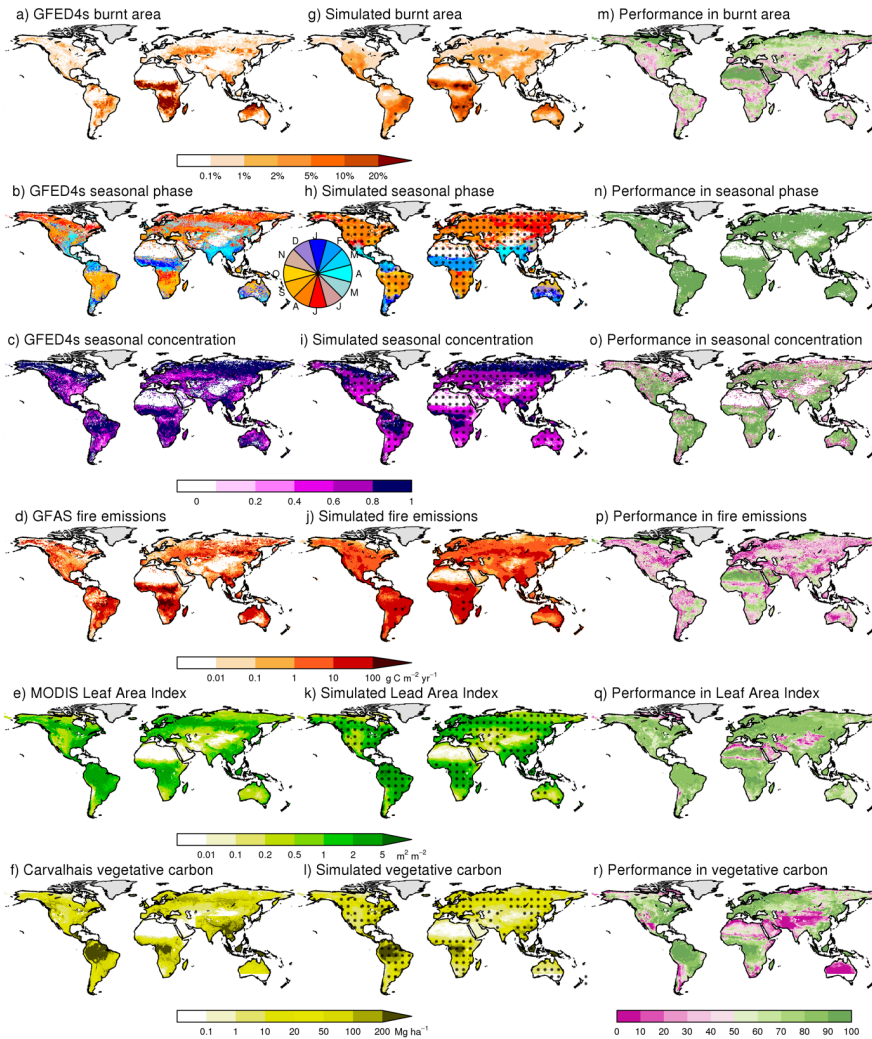 a) GFED4s burnt area
g) Simulated burnt area
m) Performance in burnt area
0.1% 1% 2% 5% 10% 20%
b) GFED4s seasonal phase
h) Simulated seasonal phase
n) Performance in seasonal phase
J F M A M J J A S O N D
c) GFED4s seasonal concentration
i) Simulated seasonal concentration
o) Performance in seasonal concentration
0 0.2 0.4 0.6 0.8 1
d) GFAS fire emissions
j) Simulated fire emissions
p) Performance in fire emissions
0.01 0.1 1 10 100 g C m⁻² yr⁻¹
e) MODIS Leaf Area Index
k) Simulated Lead Area Index
q) Performance in Leaf Area Index
0.01 0.1 0.2 0.5 1 2 5 m² m⁻²
f) Carvalhais vegetative carbon
l) Simulated vegetative carbon
r) Performance in vegetative carbon
0.1 1 10 20 50 100 200 Mg ha⁻¹
0 10 20 30 40 50 60 70 80 90 100